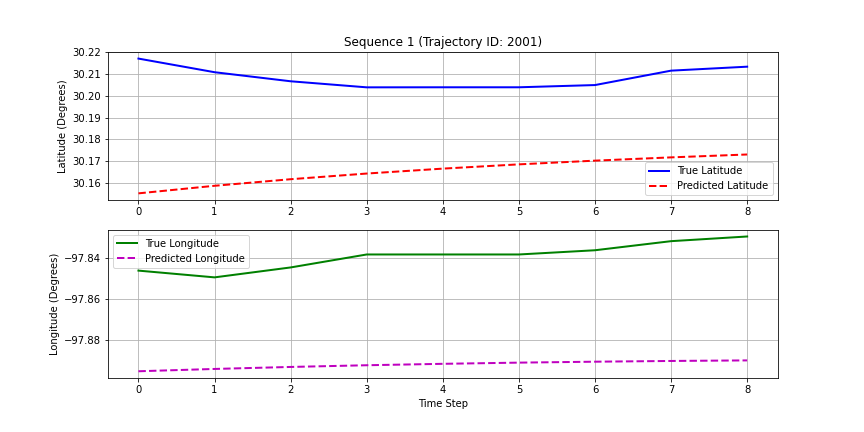 Sequence 1 (Trajectory ID: 2001)
Latitude (Degrees)
30.22
30.21
30.20
30.19
30.18
30.17
30.16
True Latitude
Predicted Latitude
0 1 2 3 4 5 6 7 8
Longitude (Degrees)
−97.84
−97.86
−97.88
True Longitude
Predicted Longitude
0 1 2 3 4 5 6 7 8
Time Step